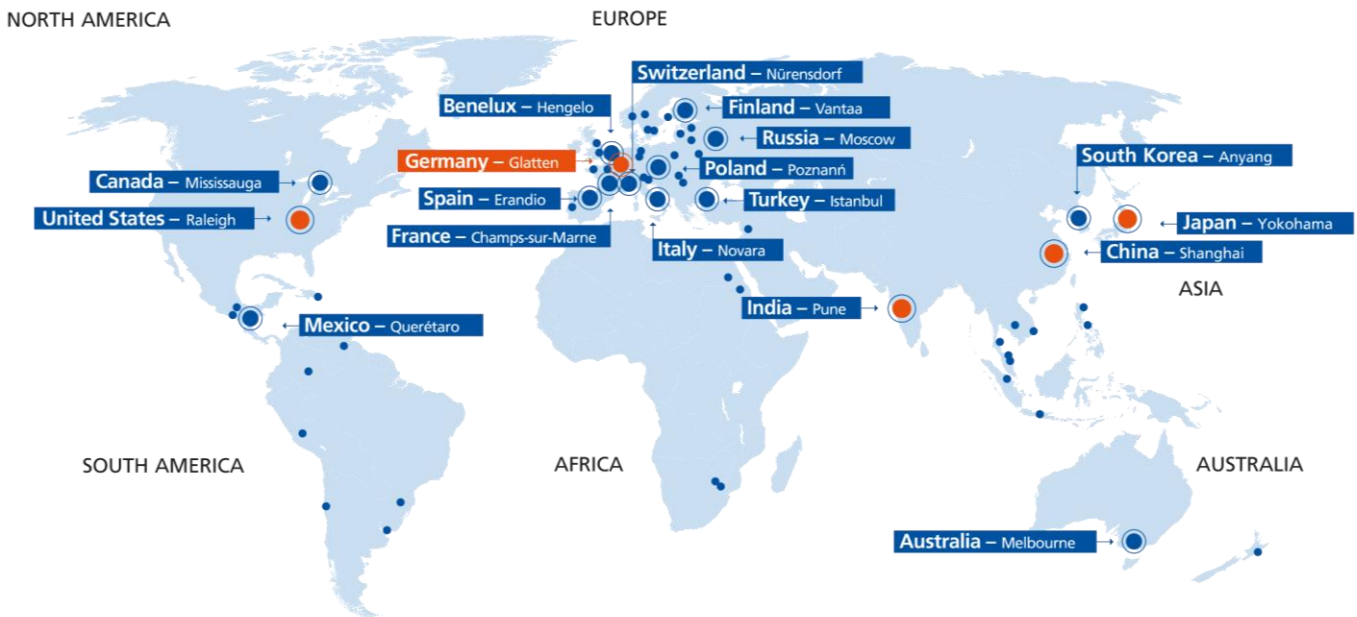 NORTH AMERICA
EUROPE
Switzerland – Nürensdorf
Benelux – Hengelo
Finland – Vantaa
Russia – Moscow
Germany – Glatten
South Korea – Anyang
Poland – Poznanń
Canada – Mississauga
Spain – Erandio
Turkey – Istanbul
United States – Raleigh
Japan – Yokohama
France – Champs-sur-Marne
Italy – Novara
China – Shanghai
ASIA
India – Pune
Mexico – Querétaro
SOUTH AMERICA
AFRICA
AUSTRALIA
Australia – Melbourne